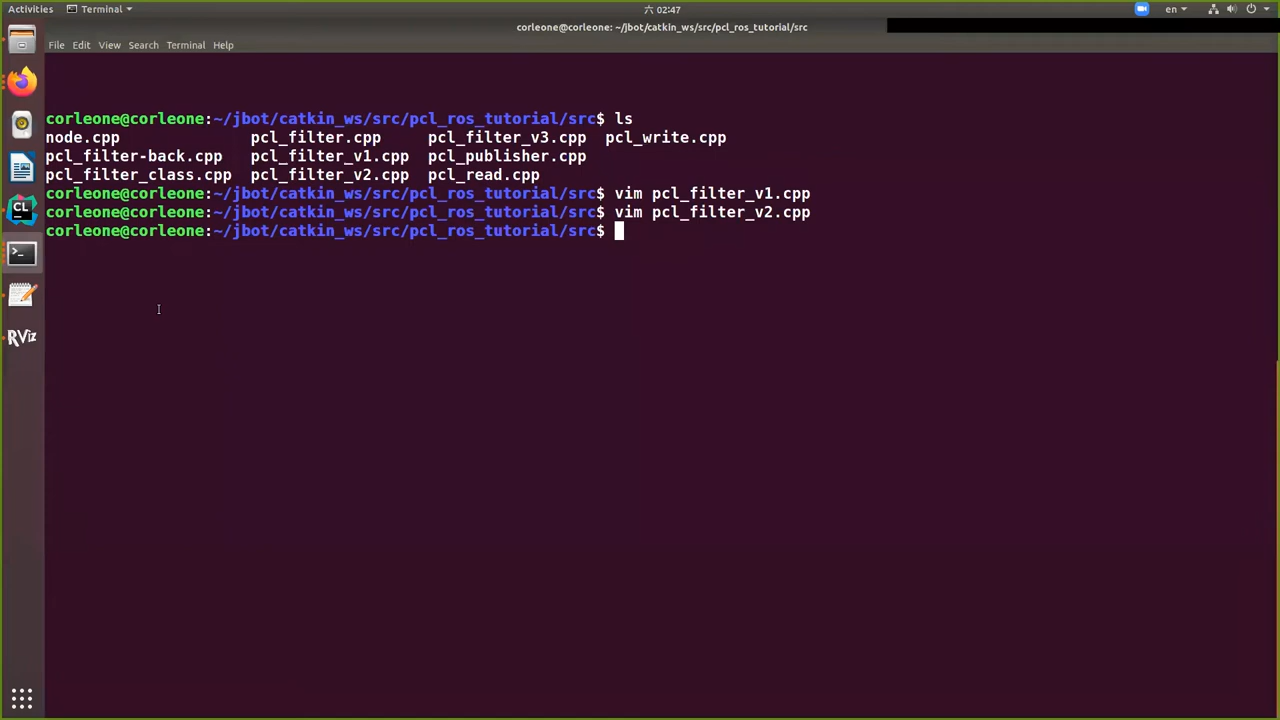 Activities Terminal 六 02:47 en
corleone@corleone: ~/jbot/catkin_ws/src/pcl_ros_tutorial/src
File Edit View Search Terminal Help
corleone@corleone:~/jbot/catkin_ws/src/pcl_ros_tutorial/src$ ls
node.cpp pcl_filter.cpp pcl_filter_v3.cpp pcl_write.cpp
pcl_filter-back.cpp pcl_filter_v1.cpp pcl_publisher.cpp
pcl_filter_class.cpp pcl_filter_v2.cpp pcl_read.cpp
corleone@corleone:~/jbot/catkin_ws/src/pcl_ros_tutorial/src$ vim pcl_filter_v1.cpp
corleone@corleone:~/jbot/catkin_ws/src/pcl_ros_tutorial/src$ vim pcl_filter_v2.cpp
corleone@corleone:~/jbot/catkin_ws/src/pcl_ros_tutorial/src$
CL
>_
RViz